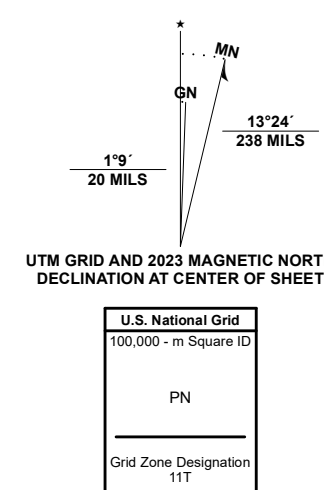 ★
MN
GN
13°24´
238 MILS
1°9´
20 MILS
UTM GRID AND 2023 MAGNETIC NORT
DECLINATION AT CENTER OF SHEET
U.S. National Grid
100,000 - m Square ID
PN
Grid Zone Designation
11T